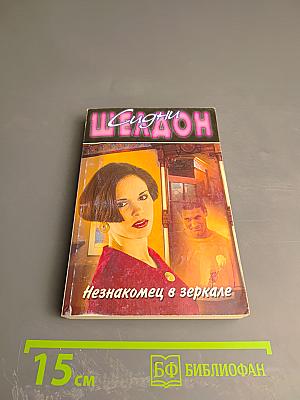 Сидни
ШЕЛДОН
Незнакомец в зеркале
15 см
БФ БИБЛИОФАН